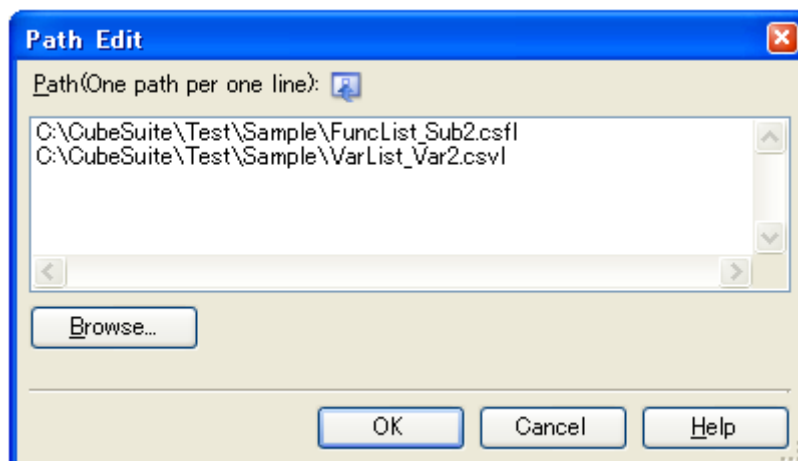 Path Edit
Path(One path per one line):
C:\CubeSuite\Test\Sample\FuncList_Sub2.csfl
C:\CubeSuite\Test\Sample\VarList_Var2.csvl
Browse...
OK Cancel Help